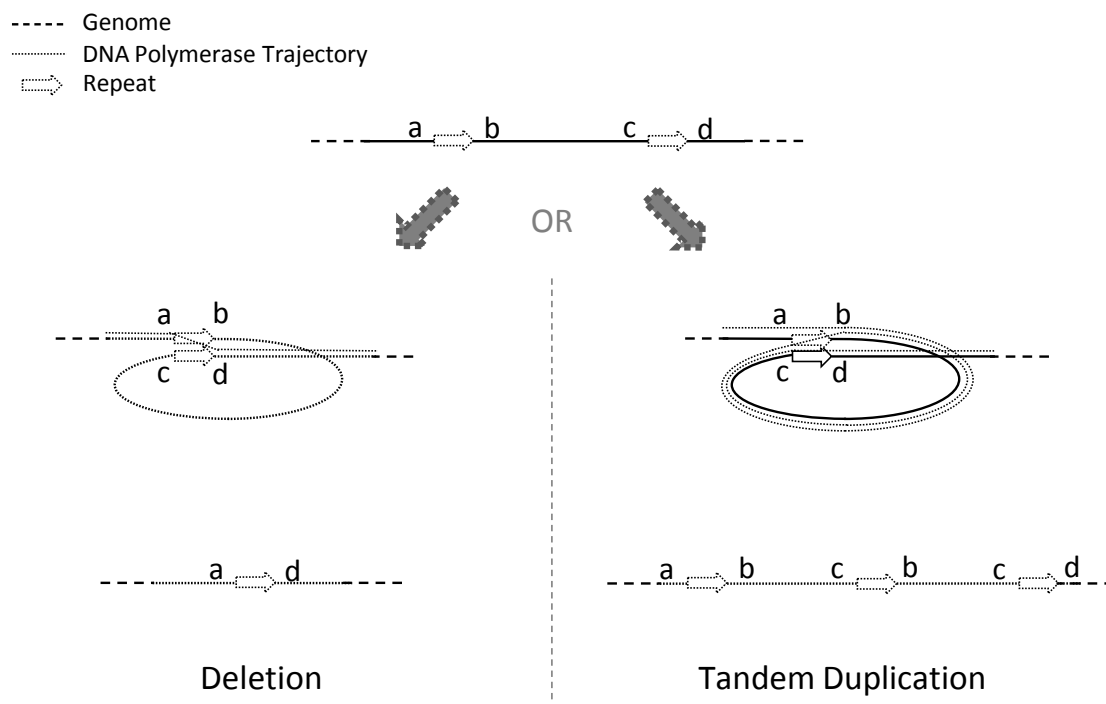 Genome
DNA Polymerase Trajectory
Repeat
a b c d
OR
a b
c d
a b
c d
a d
a b c b c d
Deletion
Tandem Duplication